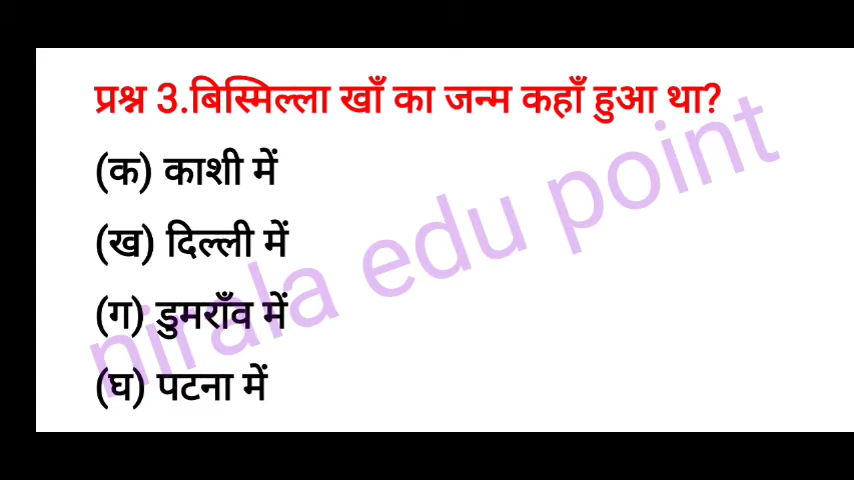 प्रश्न 3.बिस्मिल्ला खाँ का जन्म कहाँ हुआ था?
(क) काशी में
(ख) दिल्ली में
(ग) डुमराँव में
(घ) पटना में
nirala edu point